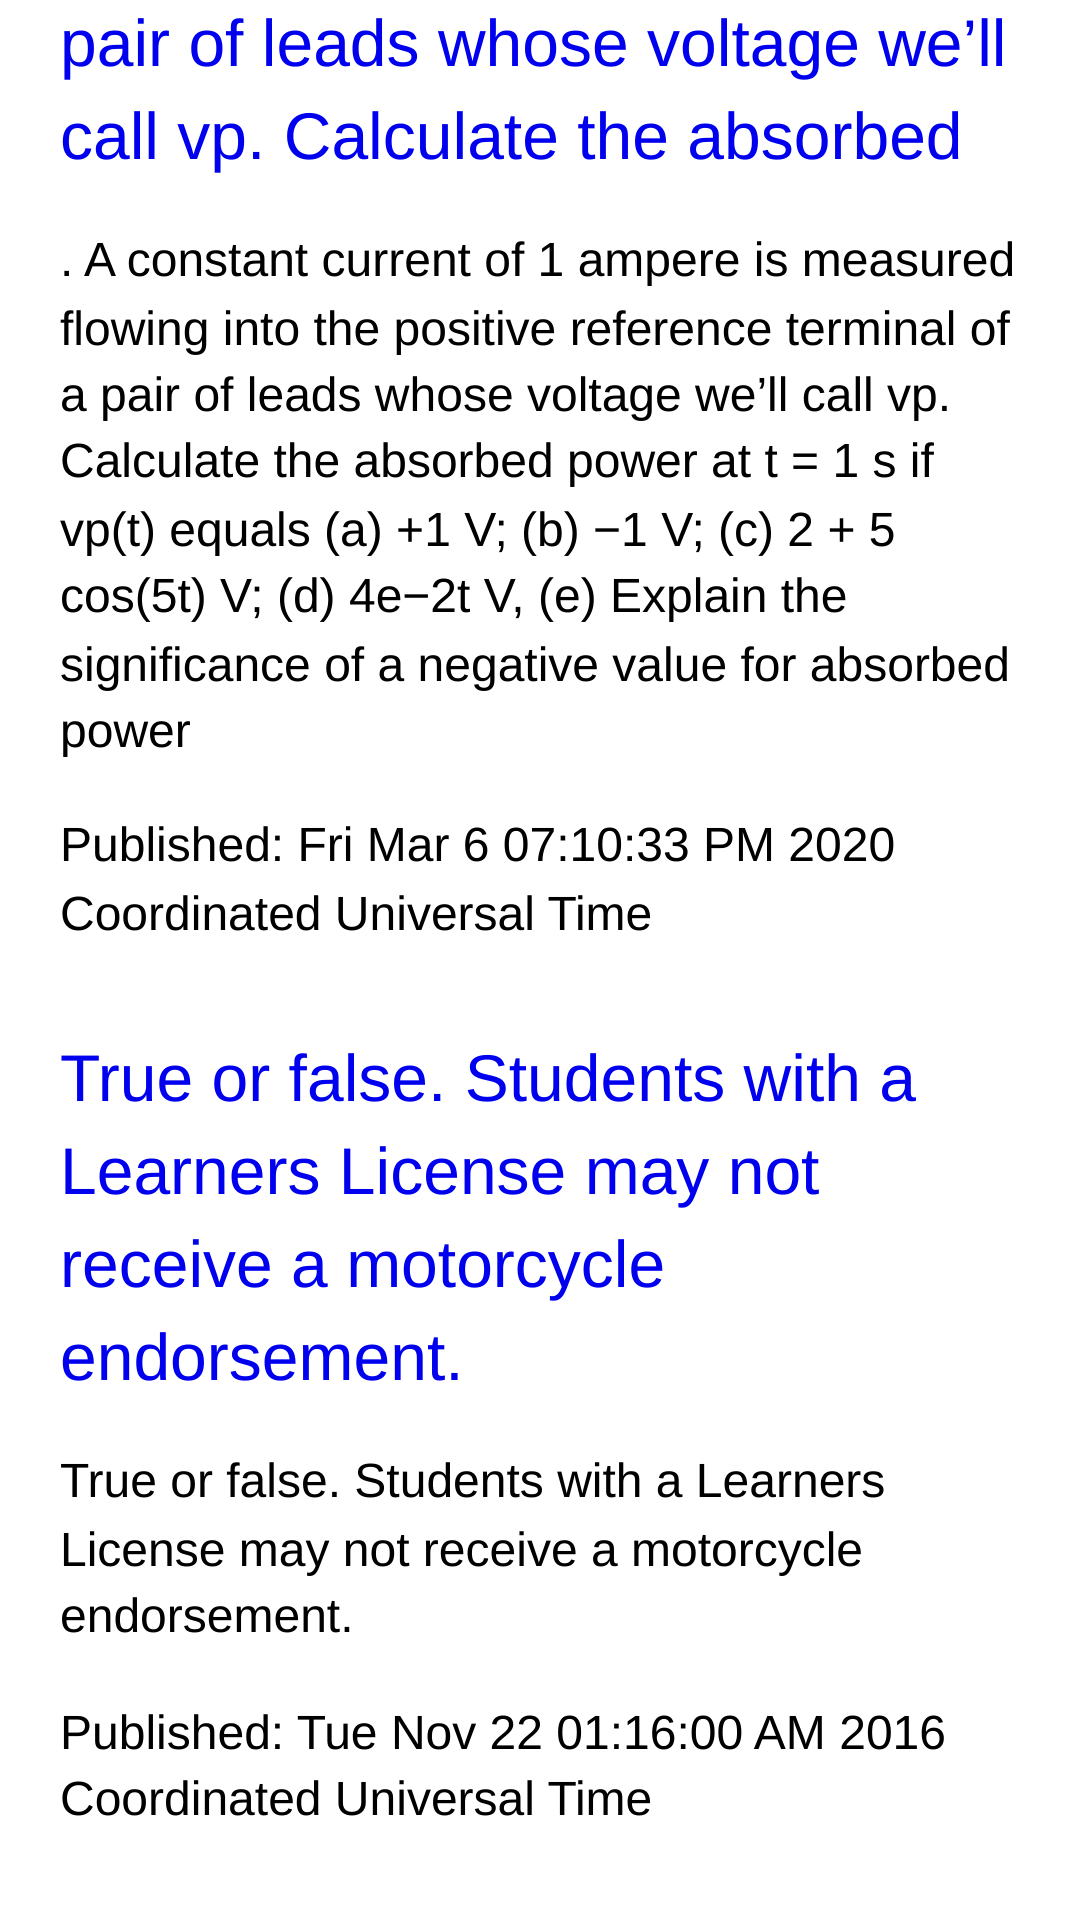 pair of leads whose voltage we’ll
call vp. Calculate the absorbed
. A constant current of 1 ampere is measured
flowing into the positive reference terminal of
a pair of leads whose voltage we’ll call vp.
Calculate the absorbed power at t = 1 s if
vp(t) equals (a) +1 V; (b) −1 V; (c) 2 + 5
cos(5t) V; (d) 4e−2t V, (e) Explain the
significance of a negative value for absorbed
power
Published: Fri Mar 6 07:10:33 PM 2020
Coordinated Universal Time
True or false. Students with a
Learners License may not
receive a motorcycle
endorsement.
True or false. Students with a Learners
License may not receive a motorcycle
endorsement.
Published: Tue Nov 22 01:16:00 AM 2016
Coordinated Universal Time